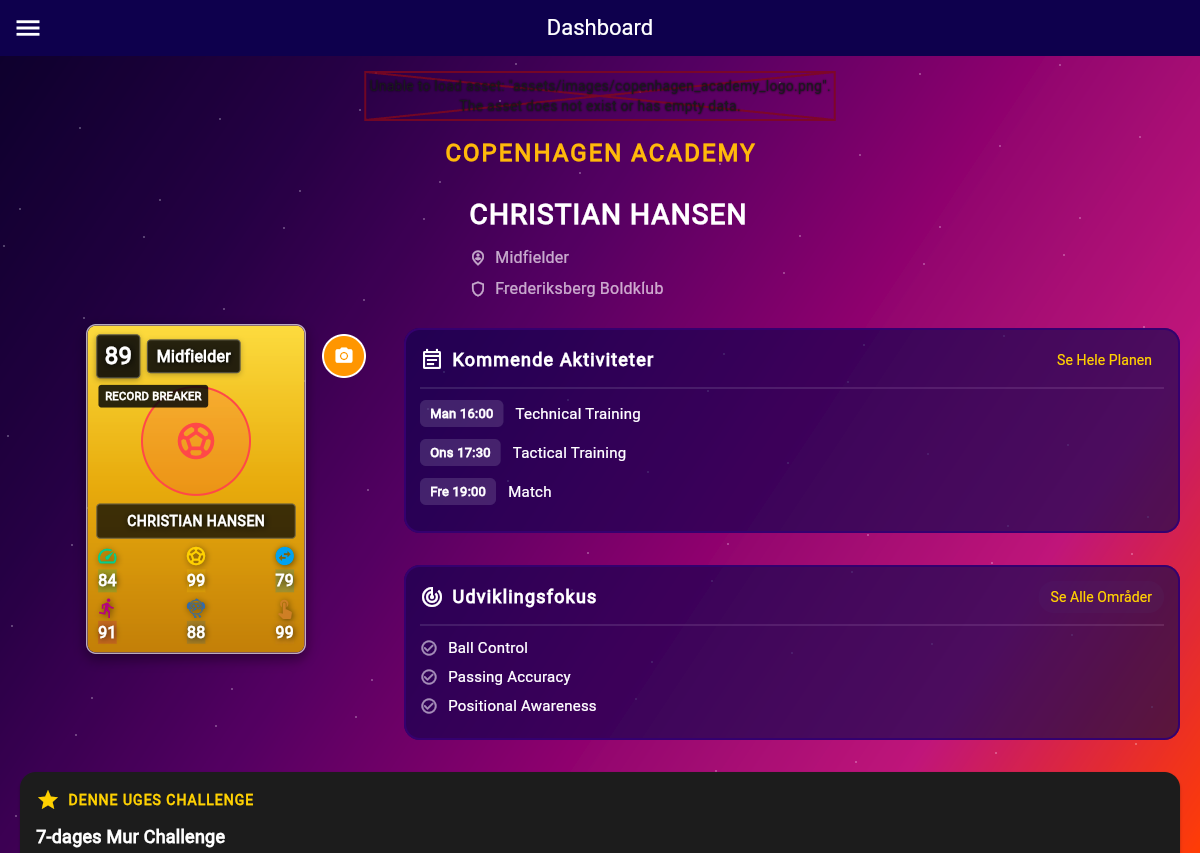 Dashboard
Unable to load asset: "assets/images/copenhagen_academy_logo.png".
The asset does not exist or has empty data.
COPENHAGEN ACADEMY
CHRISTIAN HANSEN
Midfielder
Frederiksberg Boldklub
89 Midfielder
RECORD BREAKER
CHRISTIAN HANSEN
84 99 79
91 88 99
Kommende Aktiviteter
Se Hele Planen
Man 16:00 Technical Training
Ons 17:30 Tactical Training
Fre 19:00 Match
Udviklingsfokus
Se Alle Områder
Ball Control
Passing Accuracy
Positional Awareness
DENNE UGES CHALLENGE
7-dages Mur Challenge